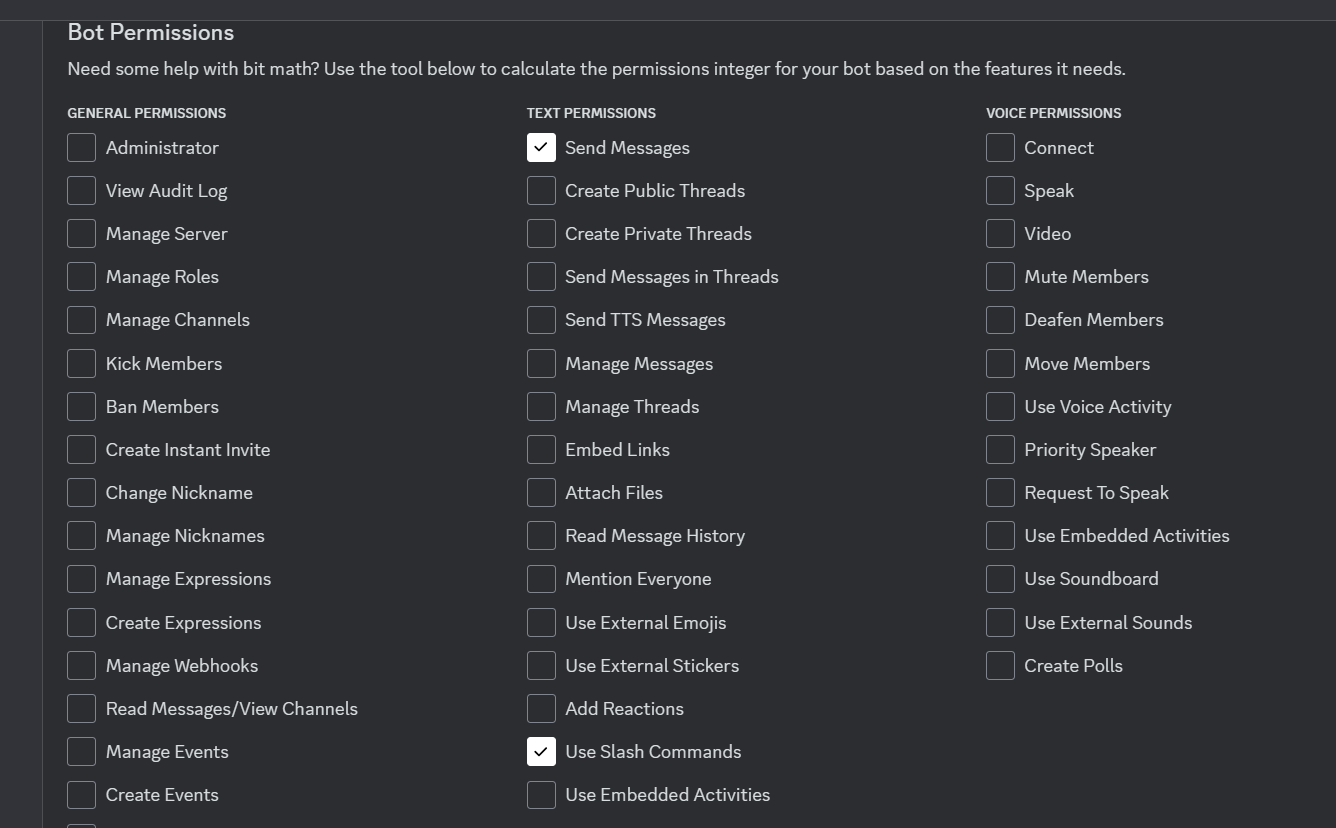 Bot Permissions
Need some help with bit math? Use the tool below to calculate the permissions integer for your bot based on the features it needs.
GENERAL PERMISSIONS
Administrator
View Audit Log
Manage Server
Manage Roles
Manage Channels
Kick Members
Ban Members
Create Instant Invite
Change Nickname
Manage Nicknames
Manage Expressions
Create Expressions
Manage Webhooks
Read Messages/View Channels
Manage Events
Create Events
TEXT PERMISSIONS
Send Messages
Create Public Threads
Create Private Threads
Send Messages in Threads
Send TTS Messages
Manage Messages
Manage Threads
Embed Links
Attach Files
Read Message History
Mention Everyone
Use External Emojis
Use External Stickers
Add Reactions
Use Slash Commands
Use Embedded Activities
VOICE PERMISSIONS
Connect
Speak
Video
Mute Members
Deafen Members
Move Members
Use Voice Activity
Priority Speaker
Request To Speak
Use Embedded Activities
Use Soundboard
Use External Sounds
Create Polls